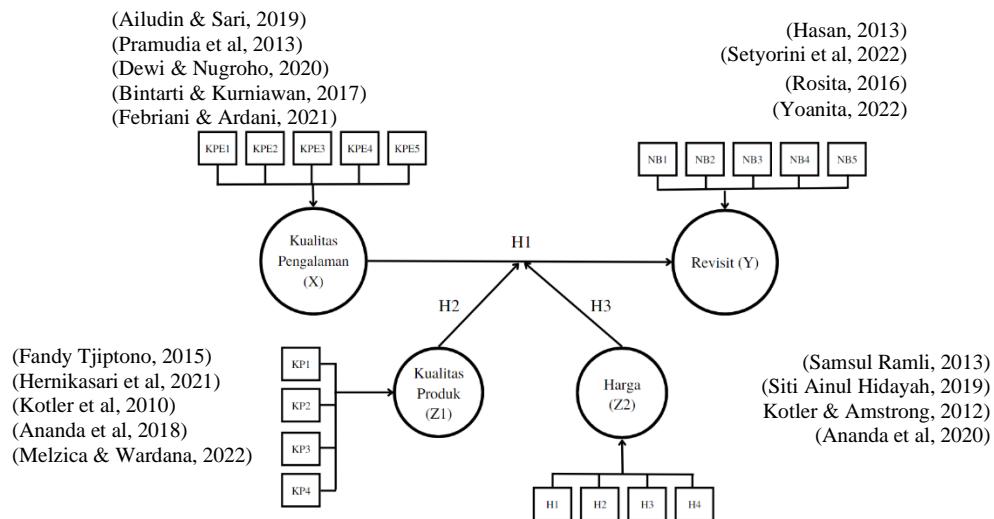 (Ailudin & Sari, 2019)
(Pramudia et al, 2013)
(Dewi & Nugroho, 2020)
(Bintarti & Kurniawan, 2017)
(Febriani & Ardani, 2021)
(Hasan, 2013)
(Setyorini et al, 2022)
(Rosita, 2016)
(Yoanita, 2022)
KPE1 KPE2 KPE3 KPE4 KPE5
NB1 NB2 NB3 NB4 NB5
Kualitas
Pengalaman
(X)
H1
Revisit (Y)
H2
H3
(Fandy Tjiptono, 2015)
(Hernikasari et al, 2021)
(Kotler et al, 2010)
(Ananda et al, 2018)
(Melzica & Wardana, 2022)
KP1
KP2
KP3
KP4
Kualitas
Produk
(Z1)
Harga
(Z2)
(Samsul Ramli, 2013)
(Siti Ainul Hidayah, 2019)
Kotler & Amstrong, 2012)
(Ananda et al, 2020)
H1 H2 H3 H4